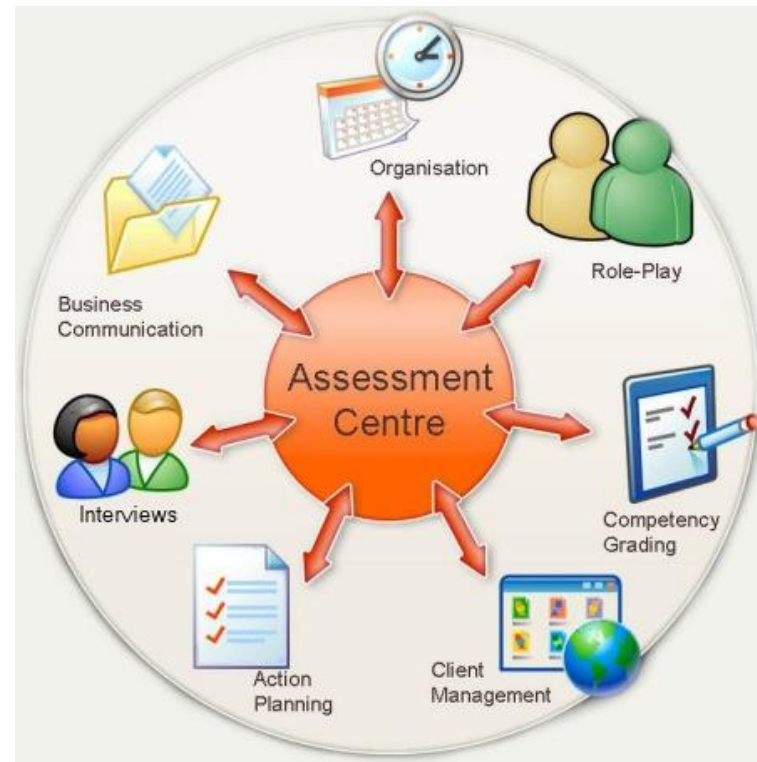 Organisation
Role-Play
Business
Communication
Assessment
Centre
Interviews
Competency
Grading
Action
Planning
Client
Management